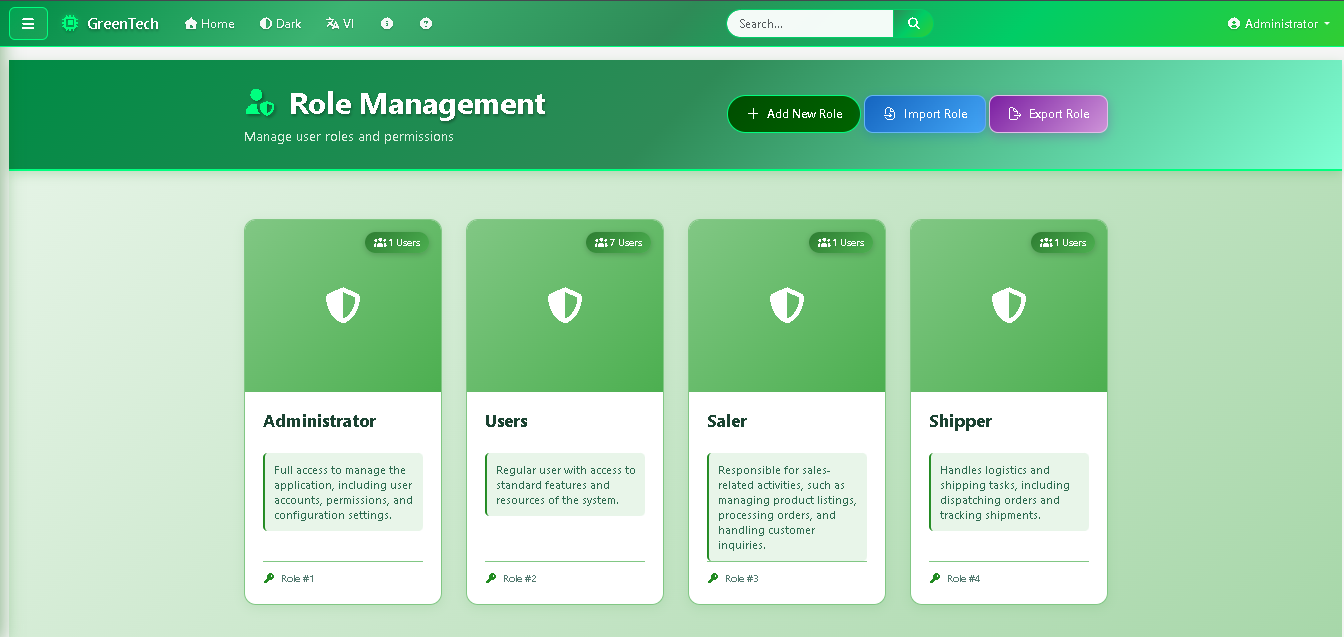 GreenTech Home Dark VI Search... Administrator
Role Management
Manage user roles and permissions
Add New Role Import Role Export Role
1 Users 7 Users 1 Users 1 Users
Administrator
Full access to manage the
application, including user
accounts, permissions, and
configuration settings.
Role #1
Users
Regular user with access to
standard features and
resources of the system.
Role #2
Saler
Responsible for sales-
related activities, such as
managing product listings,
processing orders, and
handling customer
inquiries.
Role #3
Shipper
Handles logistics and
shipping tasks, including
dispatching orders and
tracking shipments.
Role #4